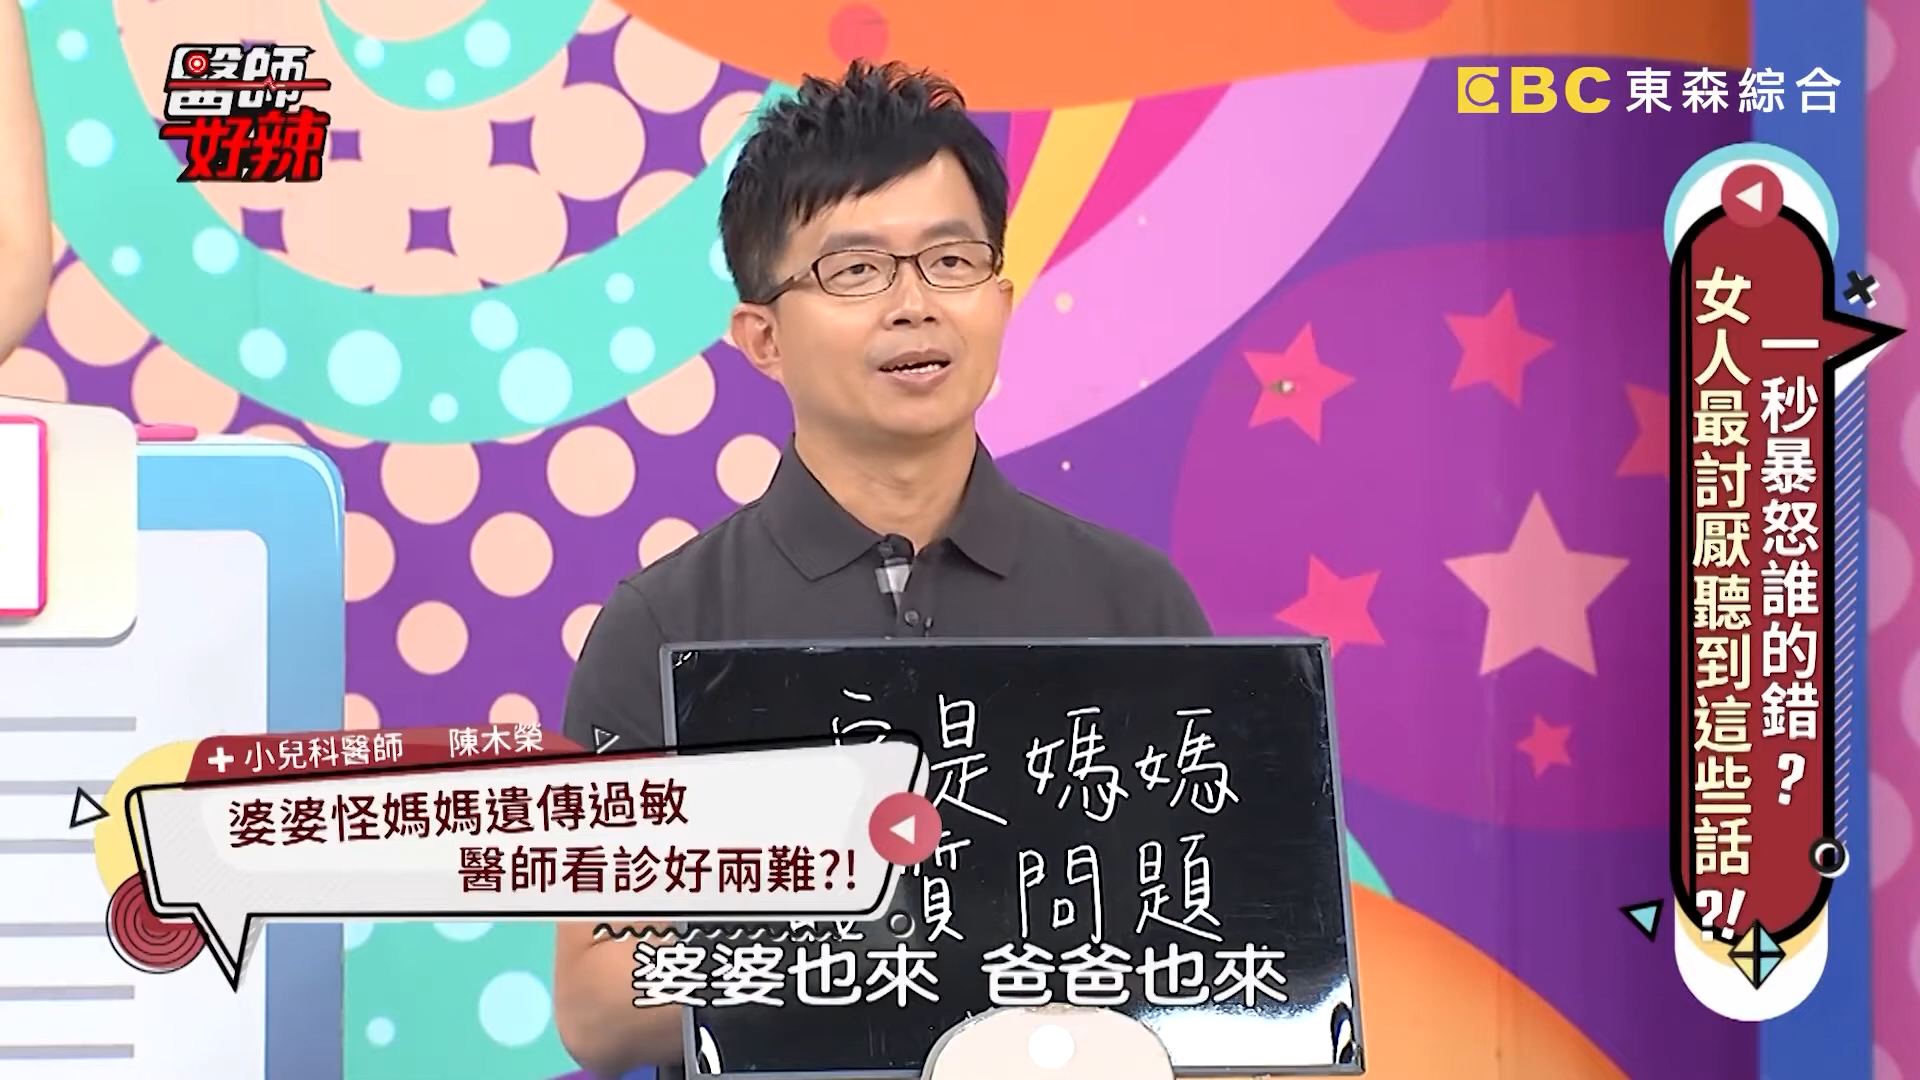 醫師
好辣
EBC 東森綜合
一秒暴怒誰的錯?
女人最討厭聽到這些話?!
是媽媽
質問題
小兒科醫師 陳木榮
婆婆怪媽媽遺傳過敏
醫師看診好兩難?!
婆婆也來 爸爸也來